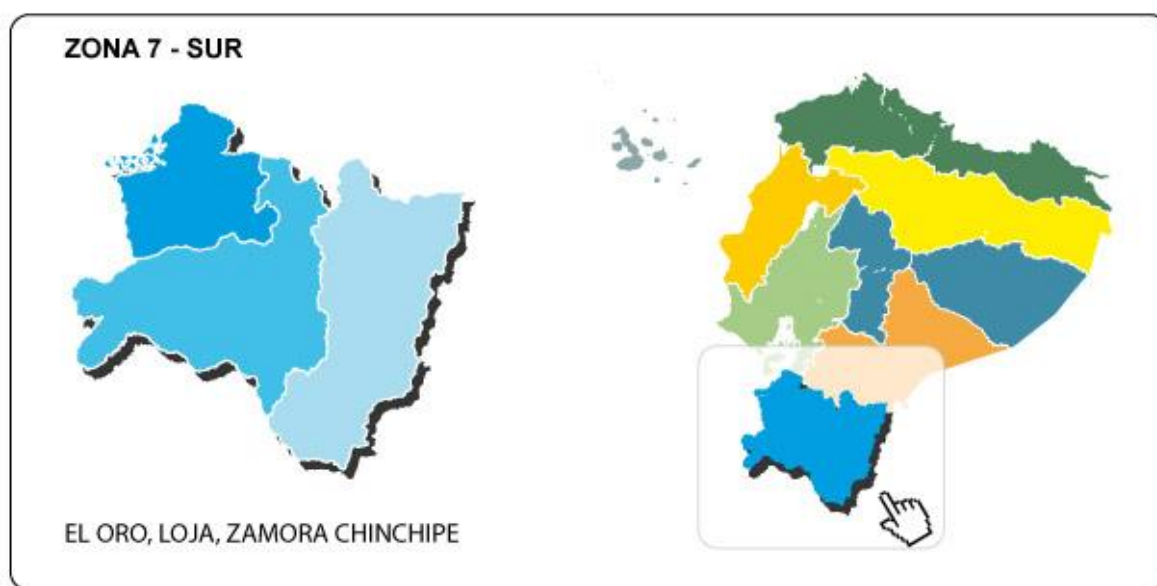 ZONA 7 - SUR
EL ORO, LOJA, ZAMORA CHINCHIPE